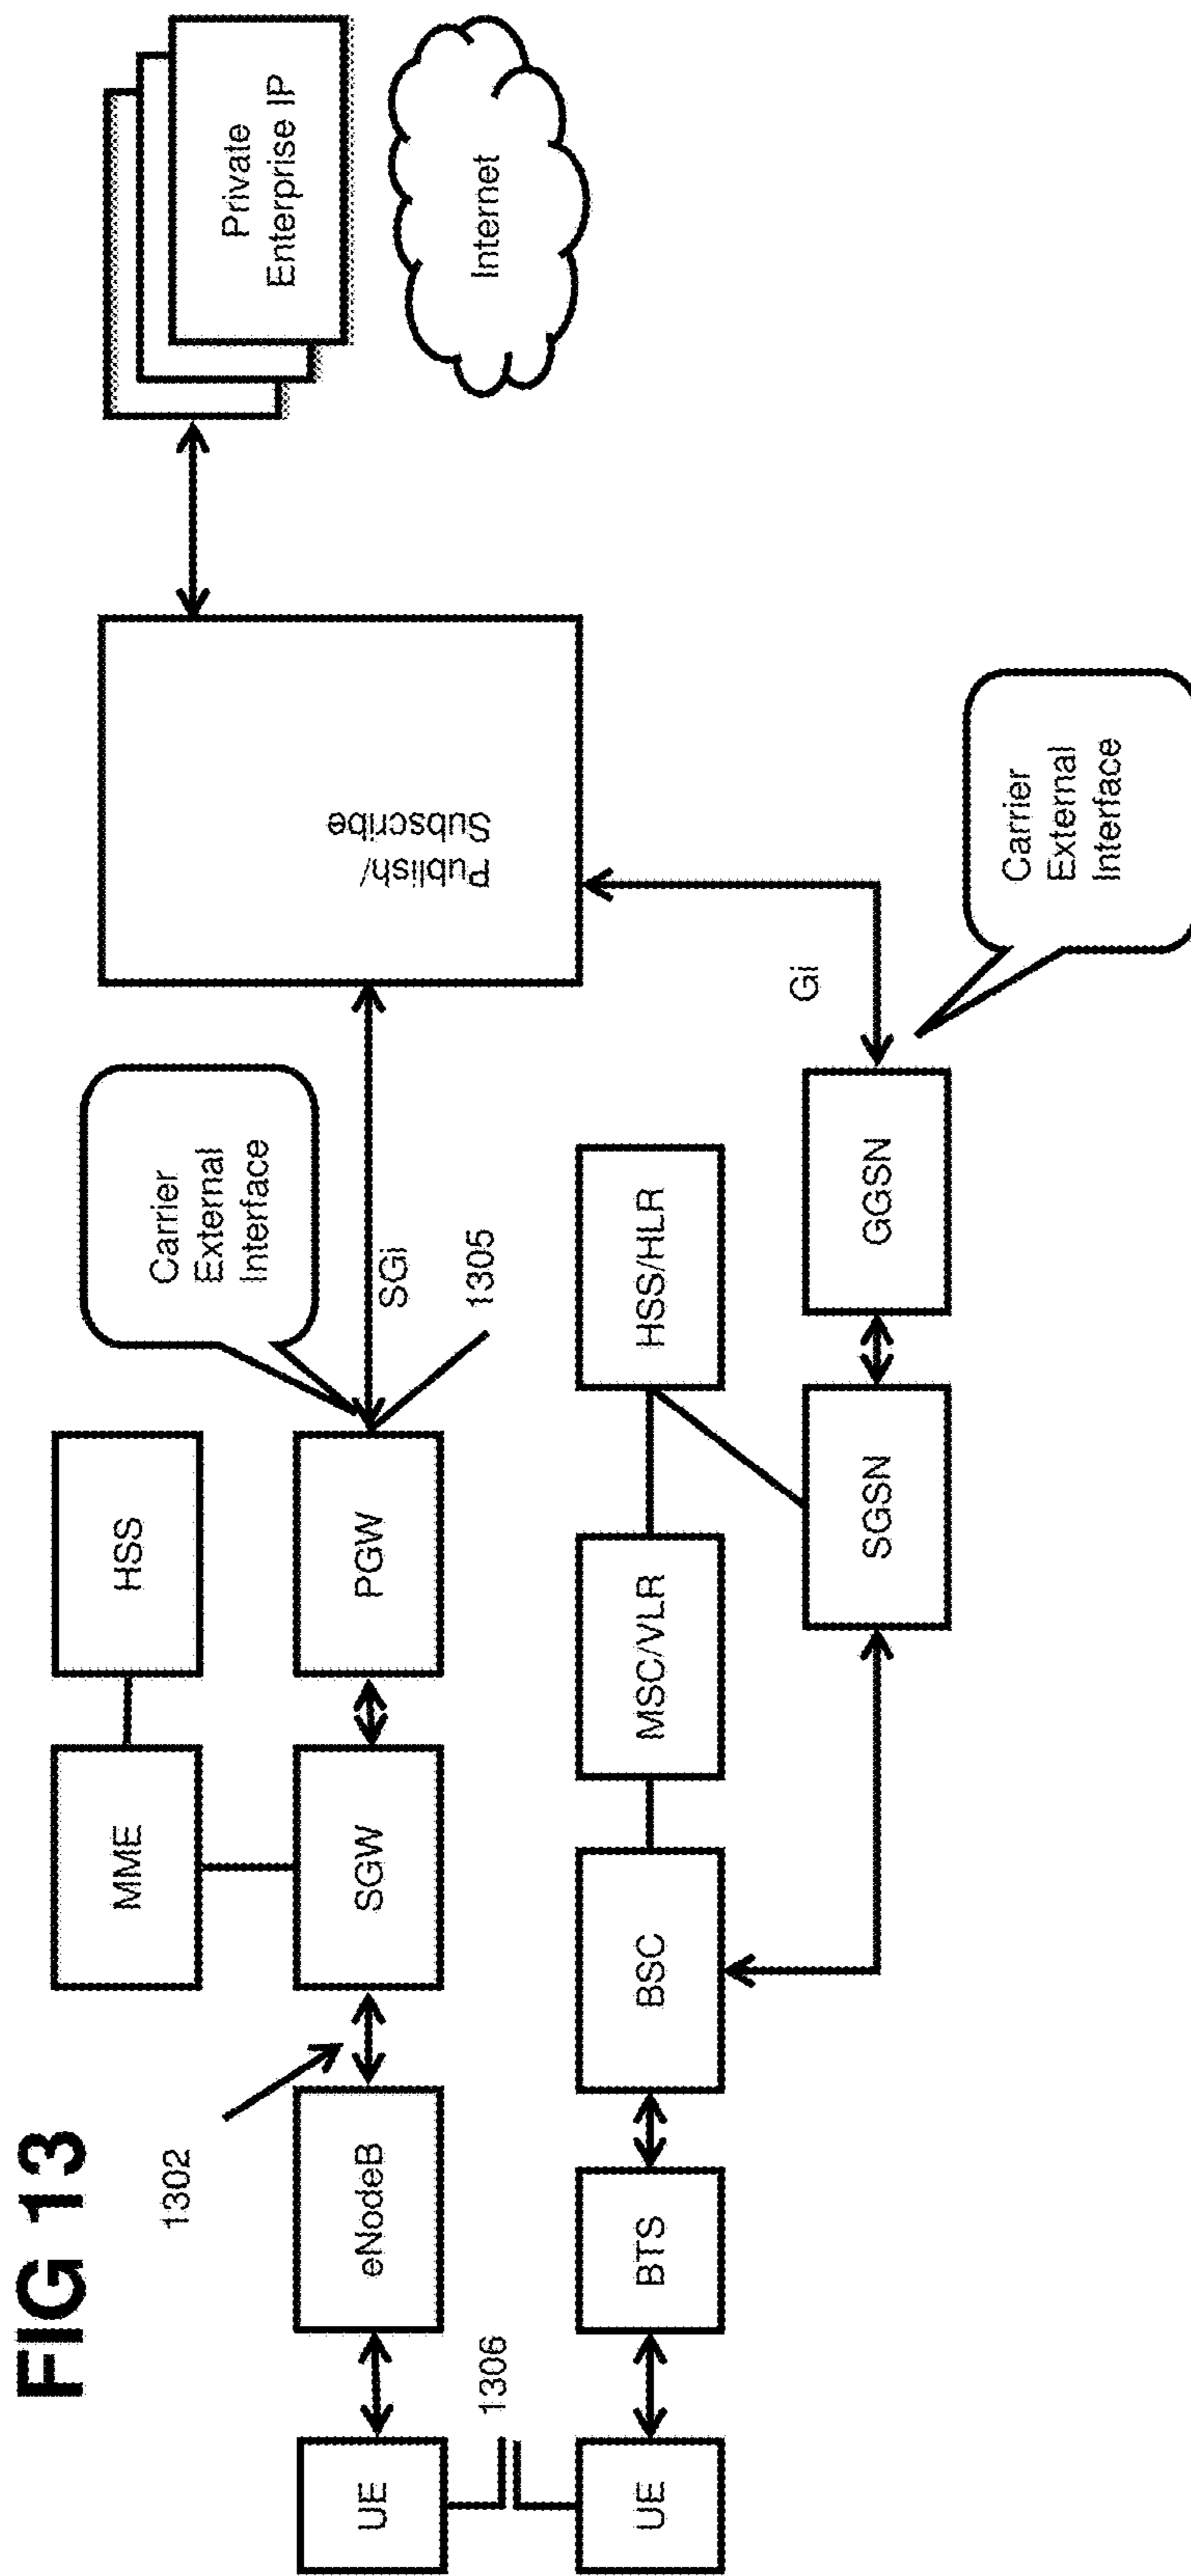 FIG 13
1302
HSS
MME
Carrier
External
Interface
Private
Enterprise IP
UE
eNodeB
SGW
PGW
SGi
1305
Publish/
Subscribe
Internet
1306
UE
BTS
BSC
MSC/VLR
HSS/HLR
Gi
SGSN
GGSN
Carrier
External
Interface